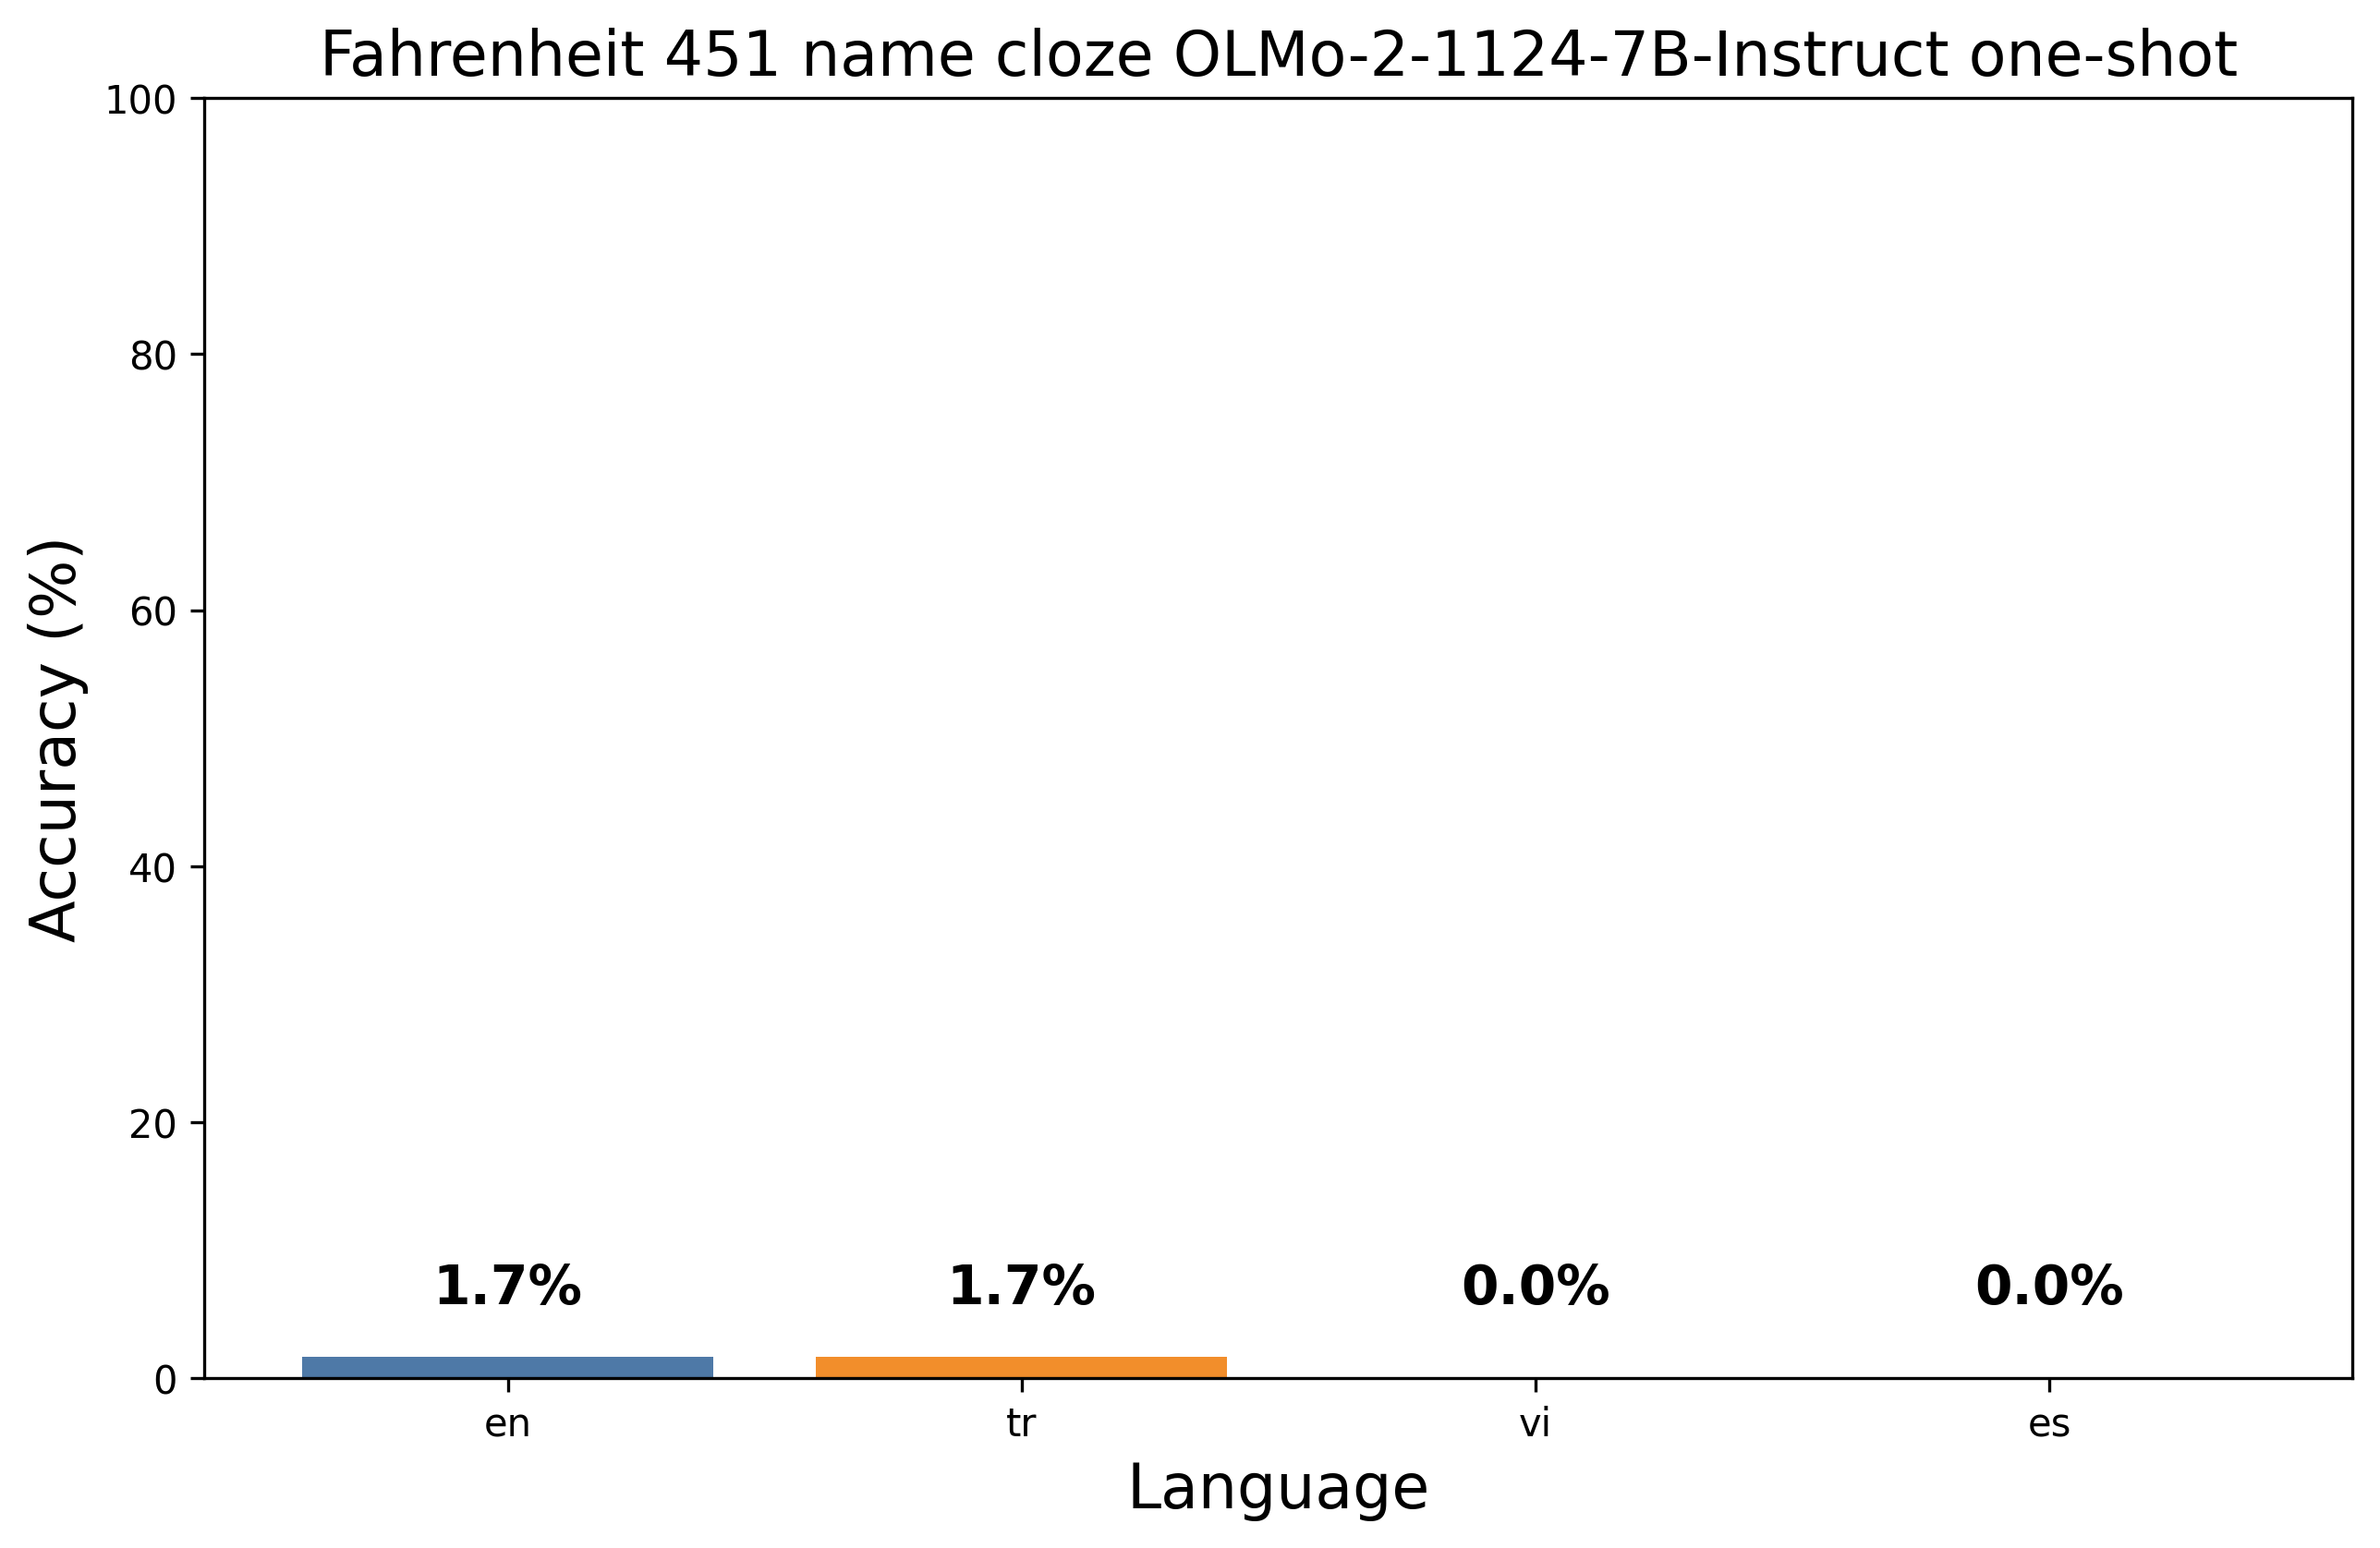 Fahrenheit 451 name cloze OLMo-2-1124-7B-Instruct one-shot
Accuracy (%)
100
80
60
40
20
0
1.7%
1.7%
0.0%
0.0%
en
tr
vi
es
Language